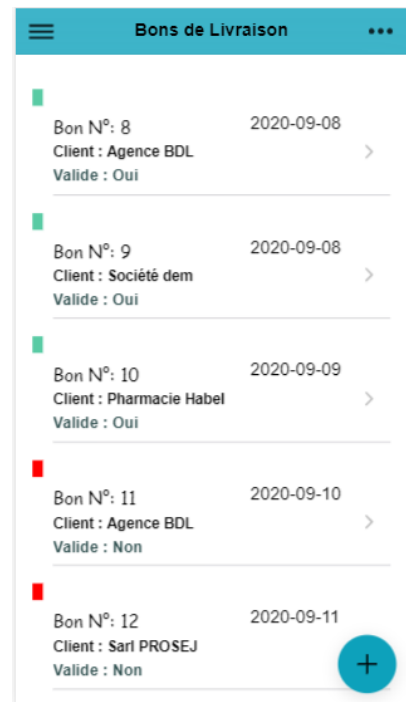 Bons de Livraison
Bon N°: 8 2020-09-08
Client : Agence BDL
Valide : Oui
Bon N°: 9 2020-09-08
Client : Société dem
Valide : Oui
Bon N°: 10 2020-09-09
Client : Pharmacie Habel
Valide : Oui
Bon N°: 11 2020-09-10
Client : Agence BDL
Valide : Non
Bon N°: 12 2020-09-11
Client : Sarl PROSEJ
Valide : Non